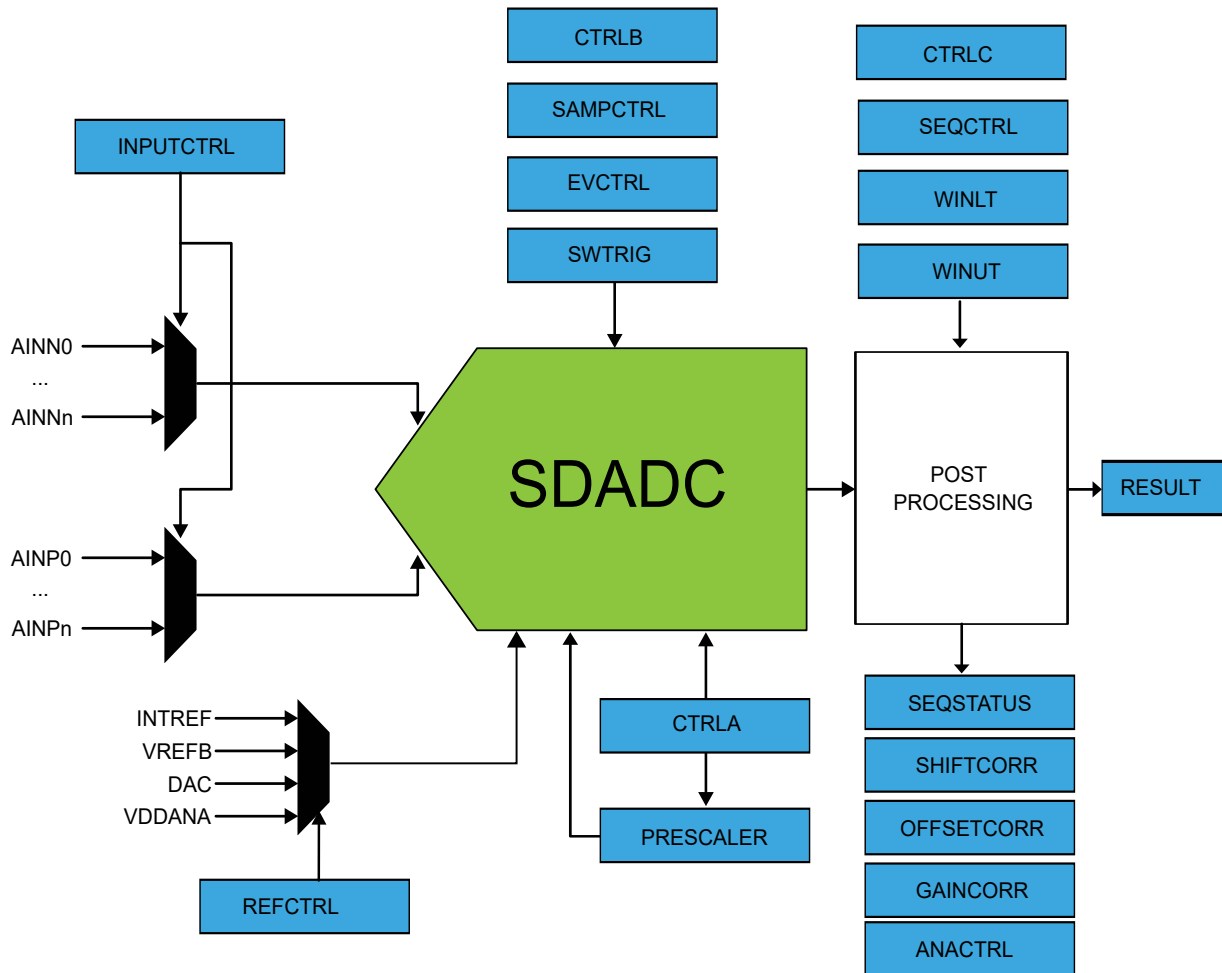 CTRLB
CTRLC
SAMPCTRL
SEQCTRL
INPUTCTRL
EVCTRL
WINLT
SWTRIG
WINUT
AINN0
...
AINNn
SDADC
POST
PROCESSING
RESULT
AINP0
...
AINPn
INTREF
VREFB
DAC
VDDANA
REFCTRL
CTRLA
PRESCALER
SEQSTATUS
SHIFTCORR
OFFSETCORR
GAINCORR
ANACTRL